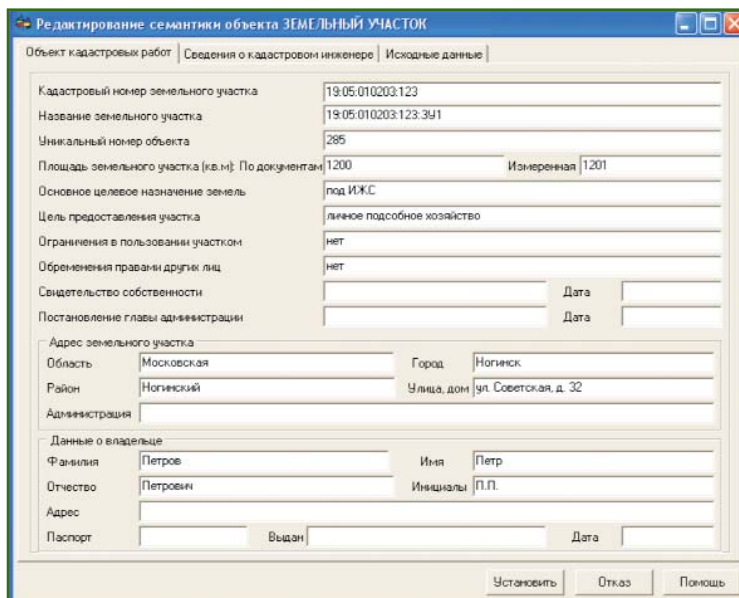 Редактирование семантики объекта ЗЕМЕЛЬНЫЙ УЧАСТОК
Объект кадастровых работ Сведения о кадастровом инженере Исходные данные
Кадастровый номер земельного участка 19:05:010203:123
Название земельного участка 19:05:010203:123:ЗУ1
Уникальный номер объекта 285
Площадь земельного участка (кв.м): По документам 1200 Измеренная 1201
Основное целевое назначение земель под ИЖС
Цель предоставления участка личное подсобное хозяйство
Ограничения в пользовании участком нет
Обременения правами других лиц нет
Свидетельство собственности Дата
Постановление главы администрации Дата
Адрес земельного участка
Область Московская Город Ногинск
Район Ногинский Улица, дом ул. Советская, д. 32
Администрация
Данные о владельце
Фамилия Петров Имя Петр
Отчество Петрович Инициалы П.П.
Адрес
Паспорт Выдан Дата
Установить Отказ Помощь